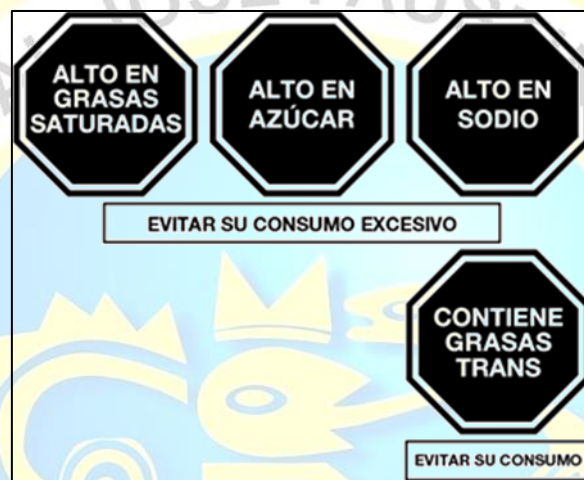 ALTO EN
GRASAS
SATURADAS
ALTO EN
AZÚCAR
ALTO EN
SODIO
EVITAR SU CONSUMO EXCESIVO
CONTIENE
GRASAS
TRANS
EVITAR SU CONSUMO